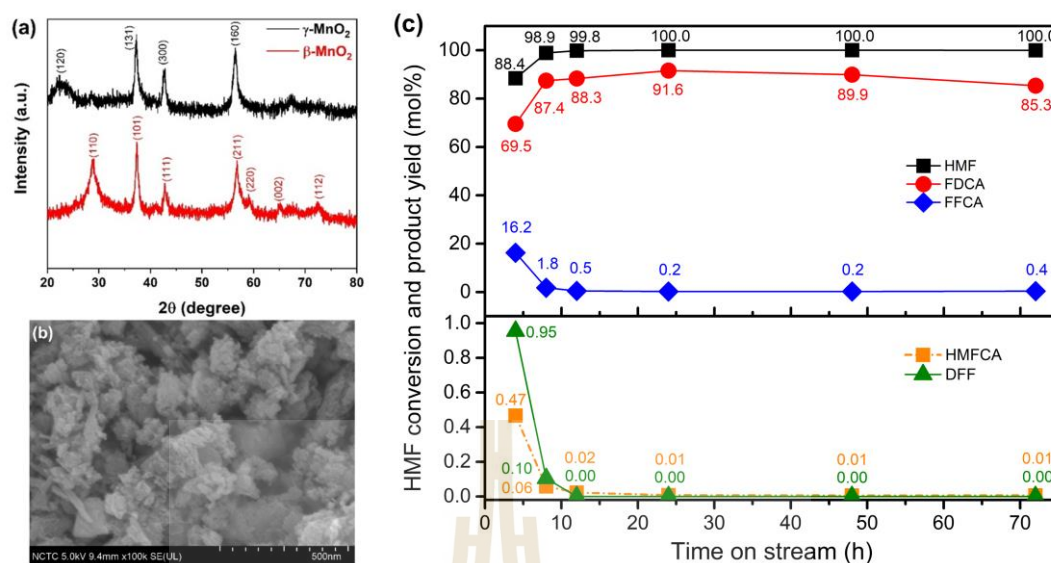 (a)
γ-MnO2
β-MnO2
(120)
(131)
(300)
(160)
(110)
(101)
(111)
(211)
(220)
(002)
(112)
Intensity (a.u.)
20 30 40 50 60 70 80
2θ (degree)
(b)
NCTC 5.0kV 9.4mm x100k SE(UL)
500nm
(c)
HMF conversion and product yield (mol%)
100
80
60
40
20
0
88.4 98.9 99.8 100.0 100.0 100.0
69.5 87.4 88.3 91.6 89.9 85.3
HMF
FDCA
FFCA
16.2 1.8 0.5 0.2 0.2 0.4
1.0
0.8
0.6
0.4
0.2
0.0
HMFCA
DFF
0.95
0.47
0.10 0.02 0.01 0.01 0.01
0.06 0.00 0.00 0.00 0.00
0 10 20 30 40 50 60 70
Time on stream (h)